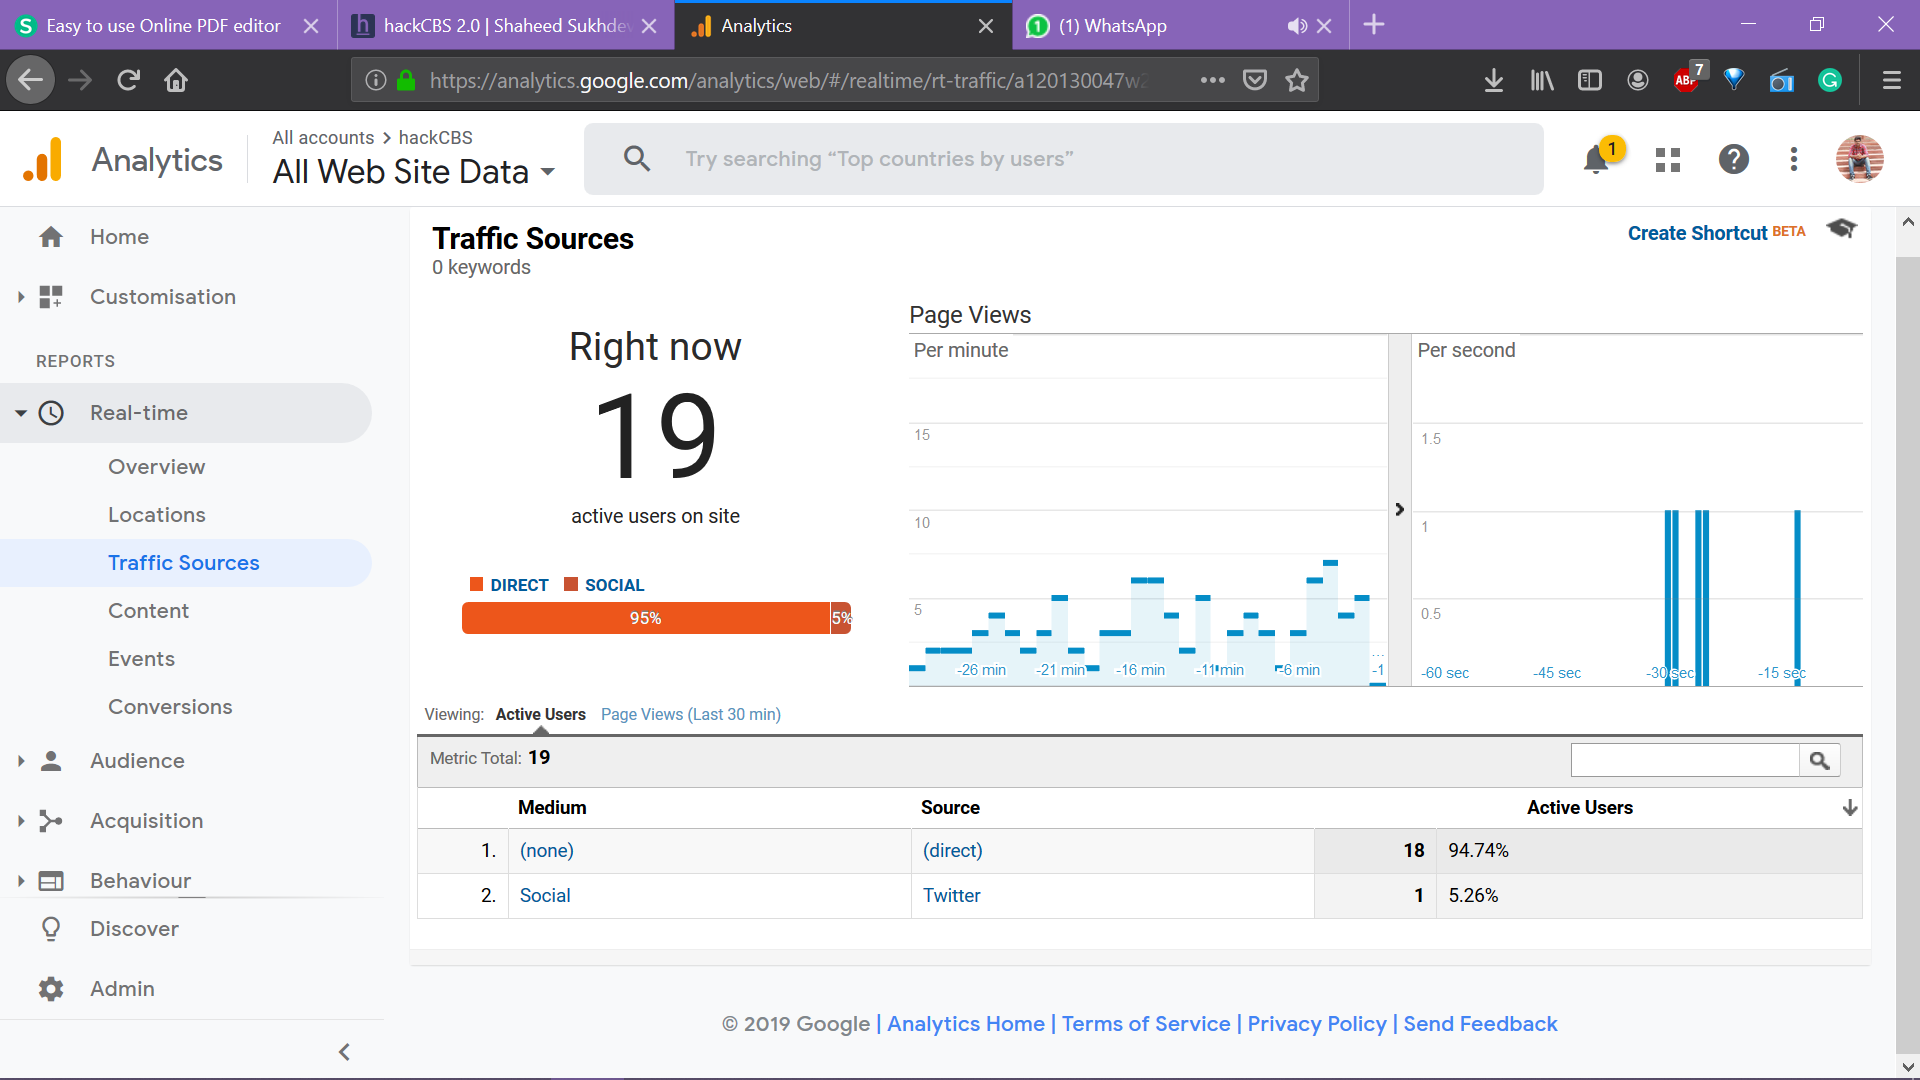 Easy to use Online PDF editor
hackCBS 2.0 | Shaheed Sukhdev
Analytics
(1) WhatsApp
https://analytics.google.com/analytics/web/#/realtime/rt-traffic/a120130047w2
ABP
7
Analytics
All accounts > hackCBS
All Web Site Data
Try searching “Top countries by users”
1
Home
Customisation
REPORTS
Real-time
Overview
Locations
Traffic Sources
Content
Events
Conversions
Audience
Acquisition
Behaviour
Discover
Admin
Traffic Sources
0 keywords
Create Shortcut BETA
Right now
19
active users on site
DIRECT SOCIAL
95% 5%
Page Views
Per minute
15
10
5
-26 min -21 min -16 min -11 min -6 min -1
Per second
1.5
1
0.5
-60 sec -45 sec -30 sec -15 sec
Viewing: Active Users Page Views (Last 30 min)
Metric Total: 19
Medium Source Active Users
1. (none) (direct) 18 94.74%
2. Social Twitter 1 5.26%
© 2019 Google | Analytics Home | Terms of Service | Privacy Policy | Send Feedback